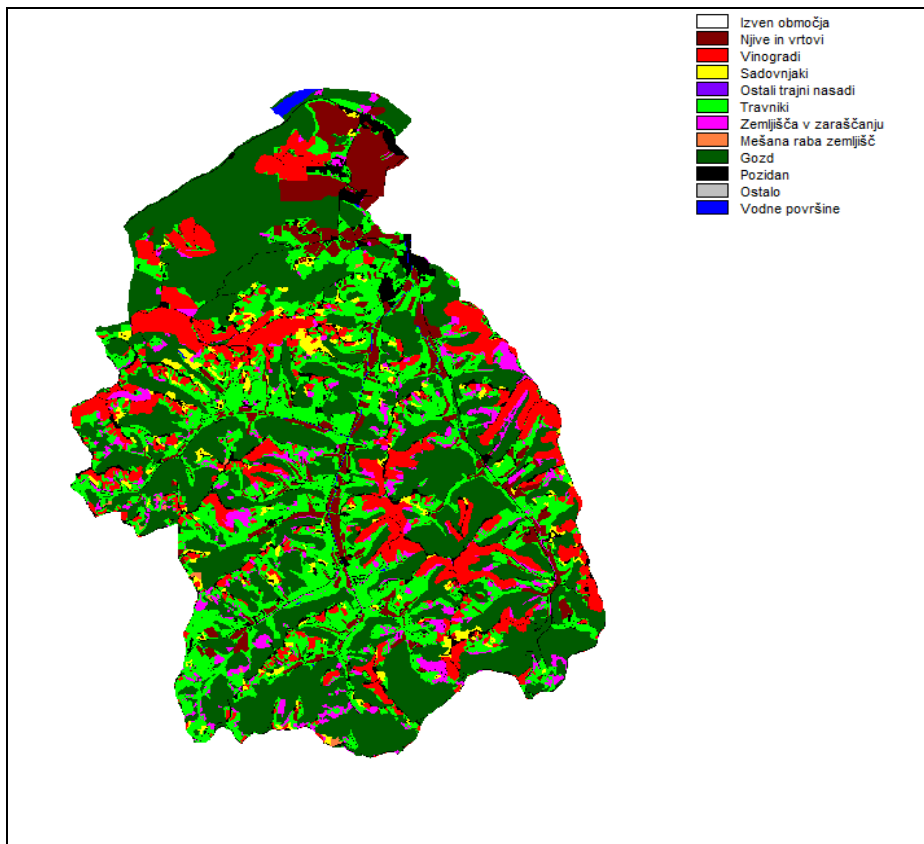 Izven območja
Njive in vrtovi
Vinogradi
Sadovnjaki
Ostali trajni nasadi
Travniki
Zemljišča v zaraščanju
Mešana raba zemljišč
Gozd
Pozidan
Ostalo
Vodne površine